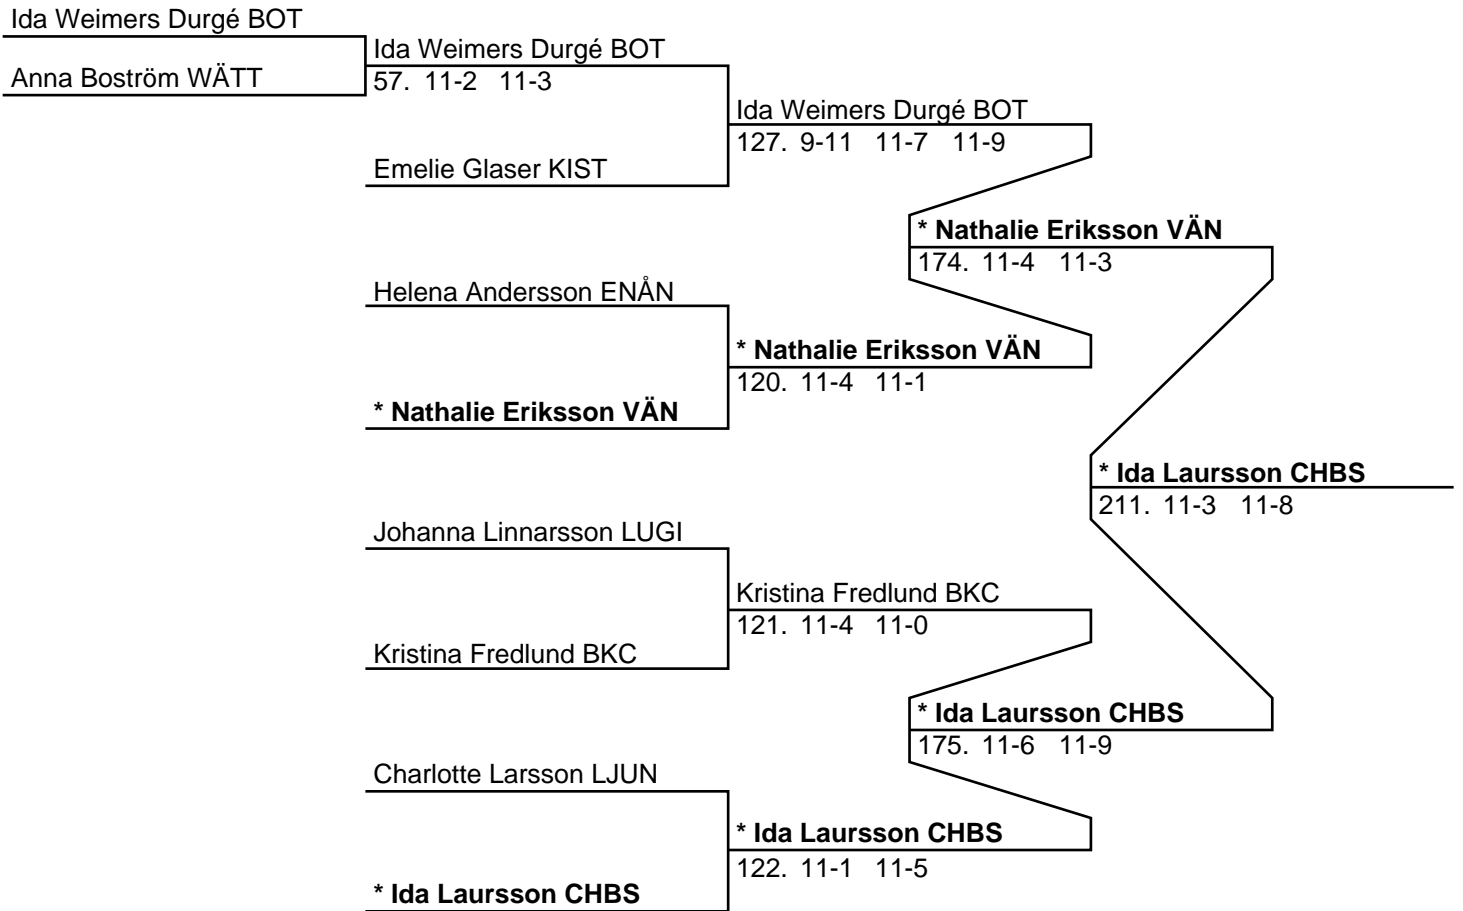 Ida Weimers Durgé BOT
Ida Weimers Durgé BOT
Anna Boström WÄTT
57. 11-2 11-3
Ida Weimers Durgé BOT
127. 9-11 11-7 11-9
Emelie Glaser KIST
* Nathalie Eriksson VÄN
174. 11-4 11-3
Helena Andersson ENÅN
* Nathalie Eriksson VÄN
120. 11-4 11-1
* Nathalie Eriksson VÄN
* Ida Laursson CHBS
211. 11-3 11-8
Johanna Linnarsson LUGI
Kristina Fredlund BKC
121. 11-4 11-0
Kristina Fredlund BKC
* Ida Laursson CHBS
175. 11-6 11-9
Charlotte Larsson LJUN
* Ida Laursson CHBS
122. 11-1 11-5
* Ida Laursson CHBS